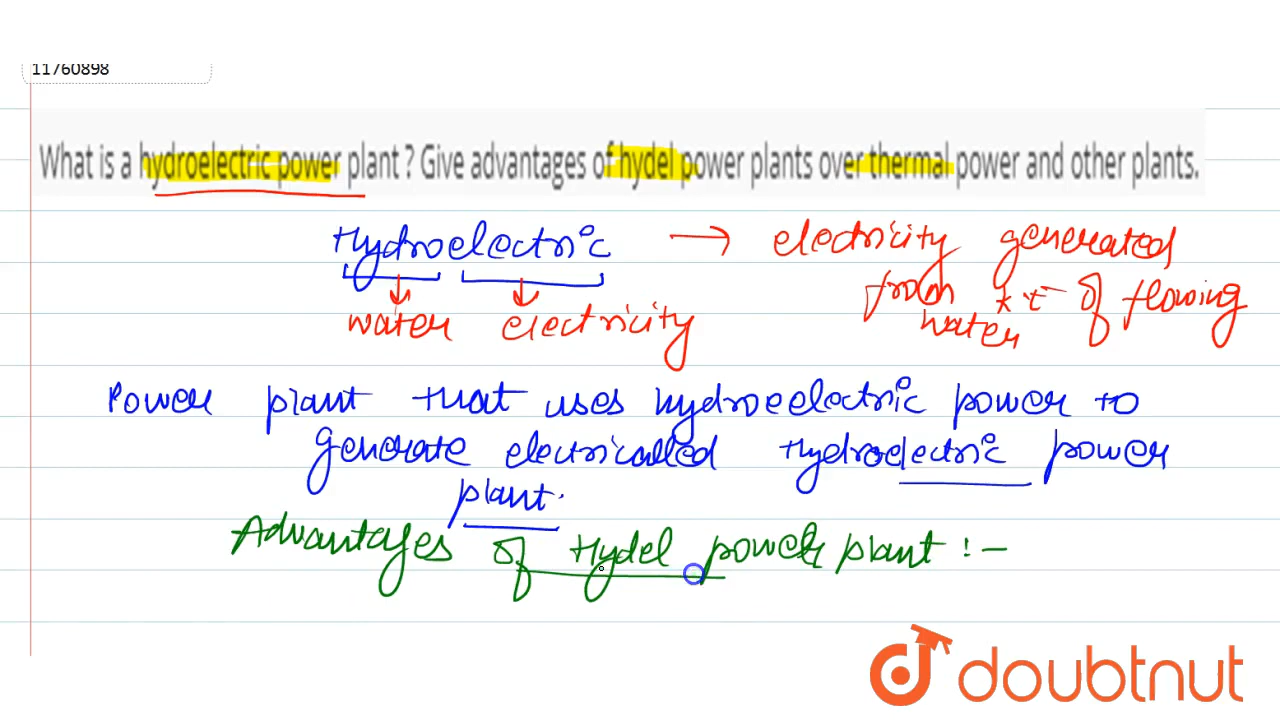 11760898
What is a hydroelectric power plant ? Give advantages of hydel power plants over thermal power and other plants.
Hydroelectric → electricity generated
from K.E of flowing
water electricity water
Power plant that uses hydroelectric power to
generate electricalled Hydroelectric power
plant.
Advantages of Hydel power plant :-
doubtnut